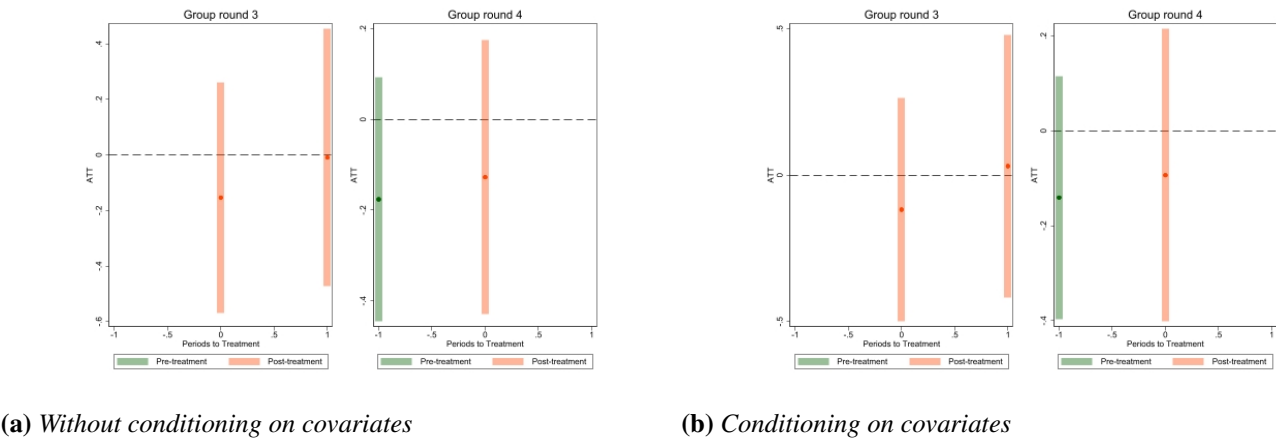 Group round 3
ATT
.4
.2
0
-.2
-.4
-.6
-1
-.5
0
.5
1
Periods to Treatment
Pre-treatment
Post-treatment
Group round 4
ATT
.2
0
-.2
-.4
-1
-.5
0
.5
1
Periods to Treatment
Pre-treatment
Post-treatment
(a) Without conditioning on covariates
Group round 3
ATT
.5
0
-.5
-1
-.5
0
.5
1
Periods to Treatment
Pre-treatment
Post-treatment
Group round 4
ATT
.2
0
-.2
-.4
-1
-.5
0
.5
1
Periods to Treatment
Pre-treatment
Post-treatment
(b) Conditioning on covariates